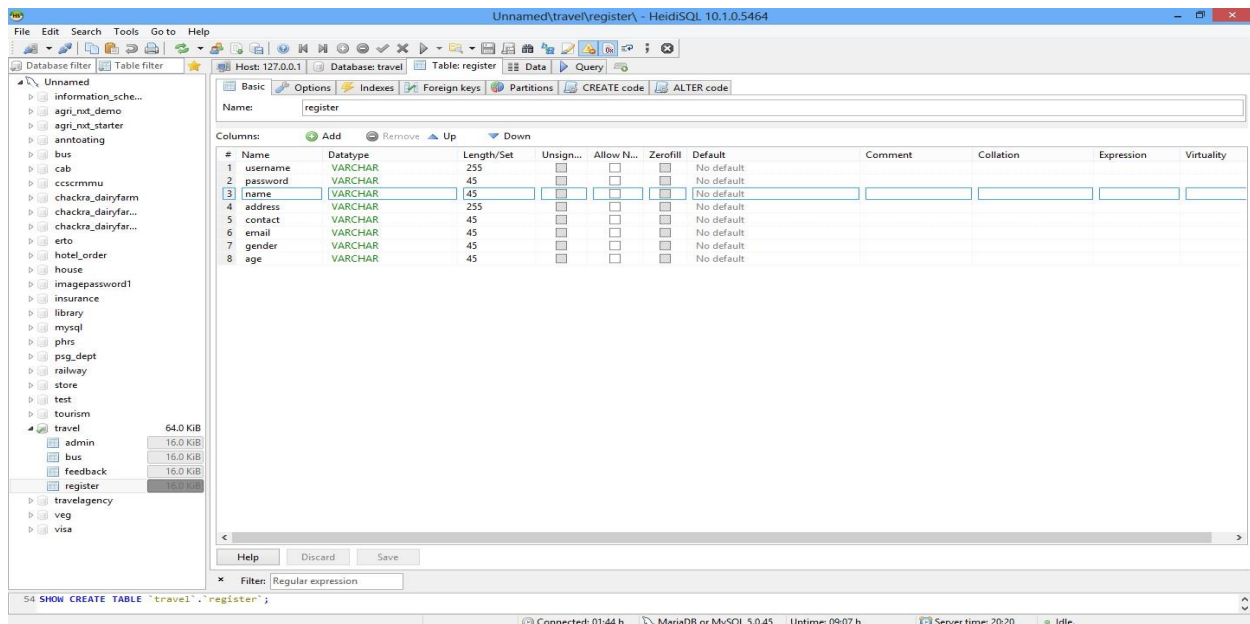 Unnamed\travel\register\ - HeidiSQL 10.1.0.5464
File Edit Search Tools Go to Help
Database filter Table filter
Host: 127.0.0.1 Database: travel Table: register Data Query
Unnamed
information_sche...
agri_nxt_demo
agri_nxt_starter
anntoating
bus
cab
ccscrmmu
chackra_dairyfarm
chackra_dairyfar...
chackra_dairyfar...
erto
hotel_order
house
imagepassword1
insurance
library
mysql
phrs
psg_dept
railway
store
test
tourism
travel 64.0 KiB
admin 16.0 KiB
bus 16.0 KiB
feedback 16.0 KiB
register 16.0 KiB
travelagency
veg
visa
Basic Options Indexes Foreign keys Partitions CREATE code ALTER code
Name: register
Columns: Add Remove Up Down
# Name Datatype Length/Set Unsign... Allow N... Zerofill Default Comment Collation Expression Virtuality
1 username VARCHAR 255 No default
2 password VARCHAR 45 No default
3 name VARCHAR 45 No default
4 address VARCHAR 255 No default
5 contact VARCHAR 45 No default
6 email VARCHAR 45 No default
7 gender VARCHAR 45 No default
8 age VARCHAR 45 No default
Help Discard Save
Filter: Regular expression
54 SHOW CREATE TABLE `travel`.`register`;
Connected: 01:44 h MariaDB or MySQL 5.0.45 Uptime: 09:07 h Server time: 20:20 Idle.